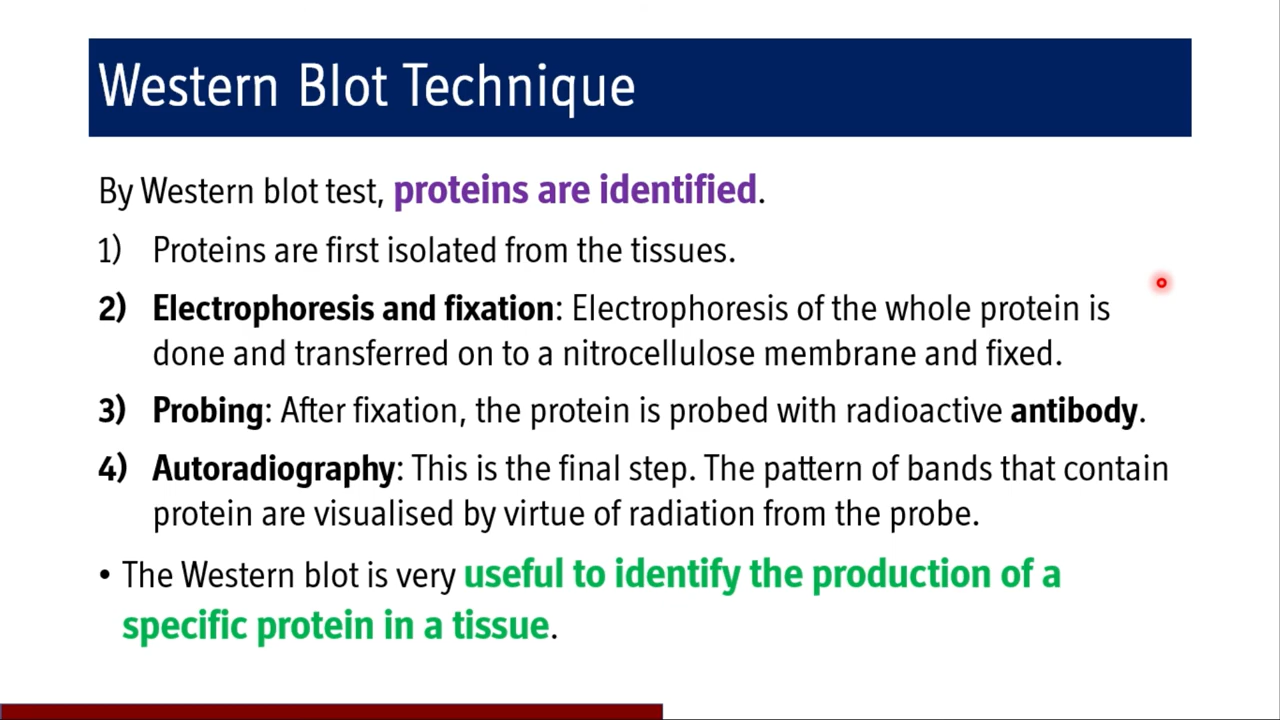 Western Blot Technique
By Western blot test, proteins are identified.
1) Proteins are first isolated from the tissues.
2) Electrophoresis and fixation: Electrophoresis of the whole protein is
done and transferred on to a nitrocellulose membrane and fixed.
3) Probing: After fixation, the protein is probed with radioactive antibody.
4) Autoradiography: This is the final step. The pattern of bands that contain
protein are visualised by virtue of radiation from the probe.
• The Western blot is very useful to identify the production of a
specific protein in a tissue.